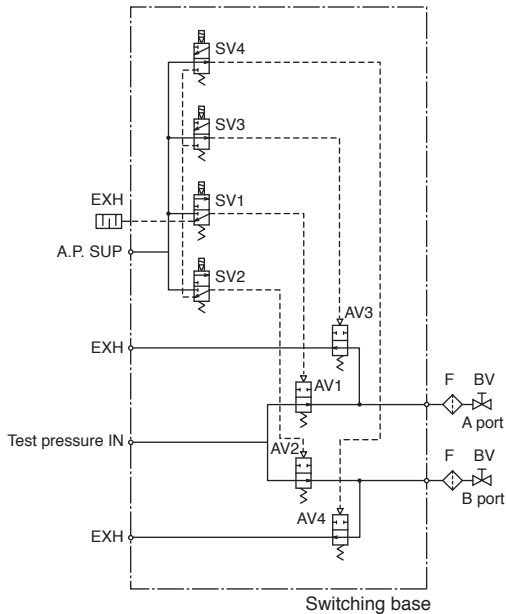 SV4
SV3
EXH
SV1
A.P. SUP
SV2
AV3
EXH
AV1
F BV
A port
Test pressure IN
AV2
F BV
B port
AV4
EXH
Switching base